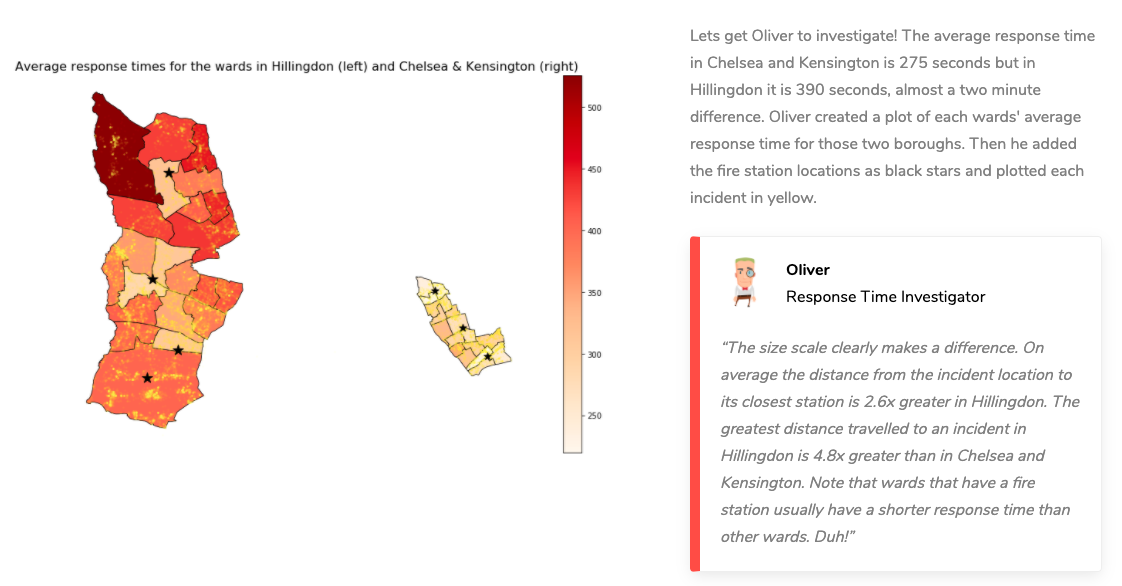 Average response times for the wards in Hillingdon (left) and Chelsea & Kensington (right)
500
450
400
350
300
250
Lets get Oliver to investigate! The average response time
in Chelsea and Kensington is 275 seconds but in
Hillingdon it is 390 seconds, almost a two minute
difference. Oliver created a plot of each wards' average
response time for those two boroughs. Then he added
the fire station locations as black stars and plotted each
incident in yellow.
Oliver
Response Time Investigator
“The size scale clearly makes a difference. On
average the distance from the incident location to
its closest station is 2.6x greater in Hillingdon. The
greatest distance travelled to an incident in
Hillingdon is 4.8x greater than in Chelsea and
Kensington. Note that wards that have a fire
station usually have a shorter response time than
other wards. Duh!”